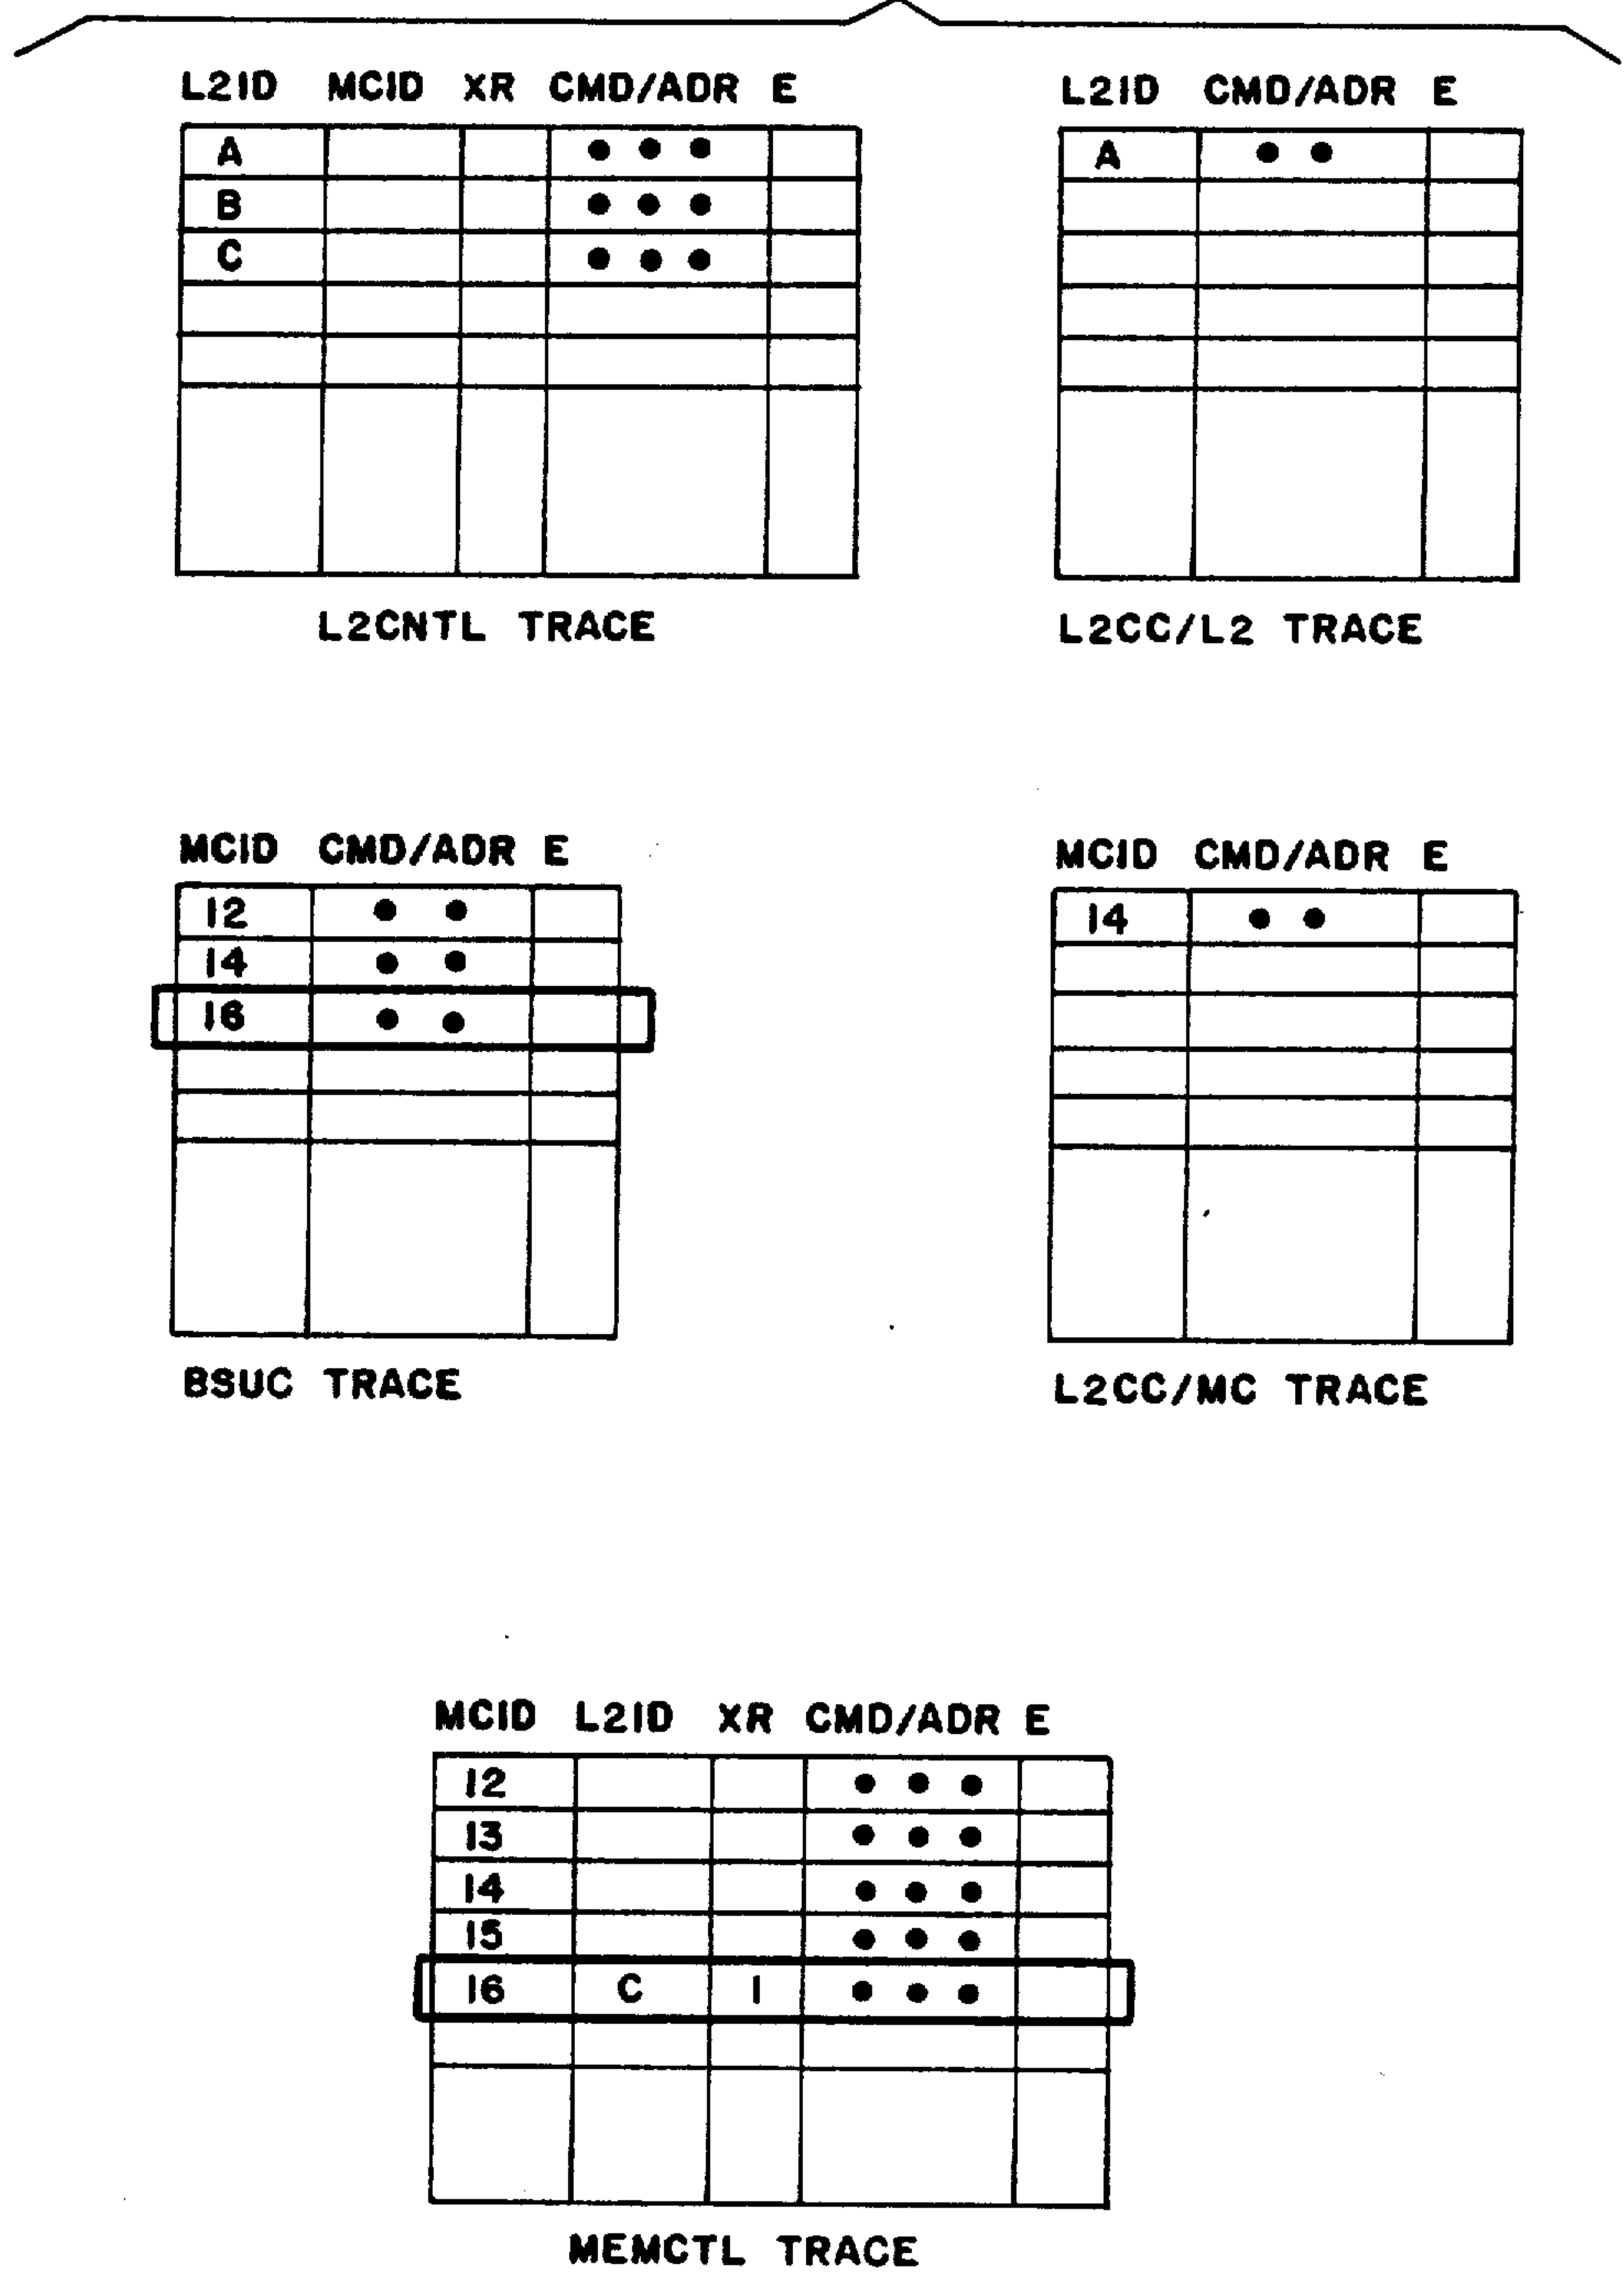 L2ID MCID XR CMD/ADR E
A • • •
B • • •
C • • •
L2CNTL TRACE
L2ID CMD/ADR E
A • •
L2CC/L2 TRACE
MCID CMD/ADR E
12 • •
14 • •
16 • •
BSUC TRACE
MCID CMD/ADR E
14 • •
L2CC/MC TRACE
MCID L2ID XR CMD/ADR E
12 • • •
13 • • •
14 • • •
15 • • •
16 C 1 • • •
MEMCTL TRACE